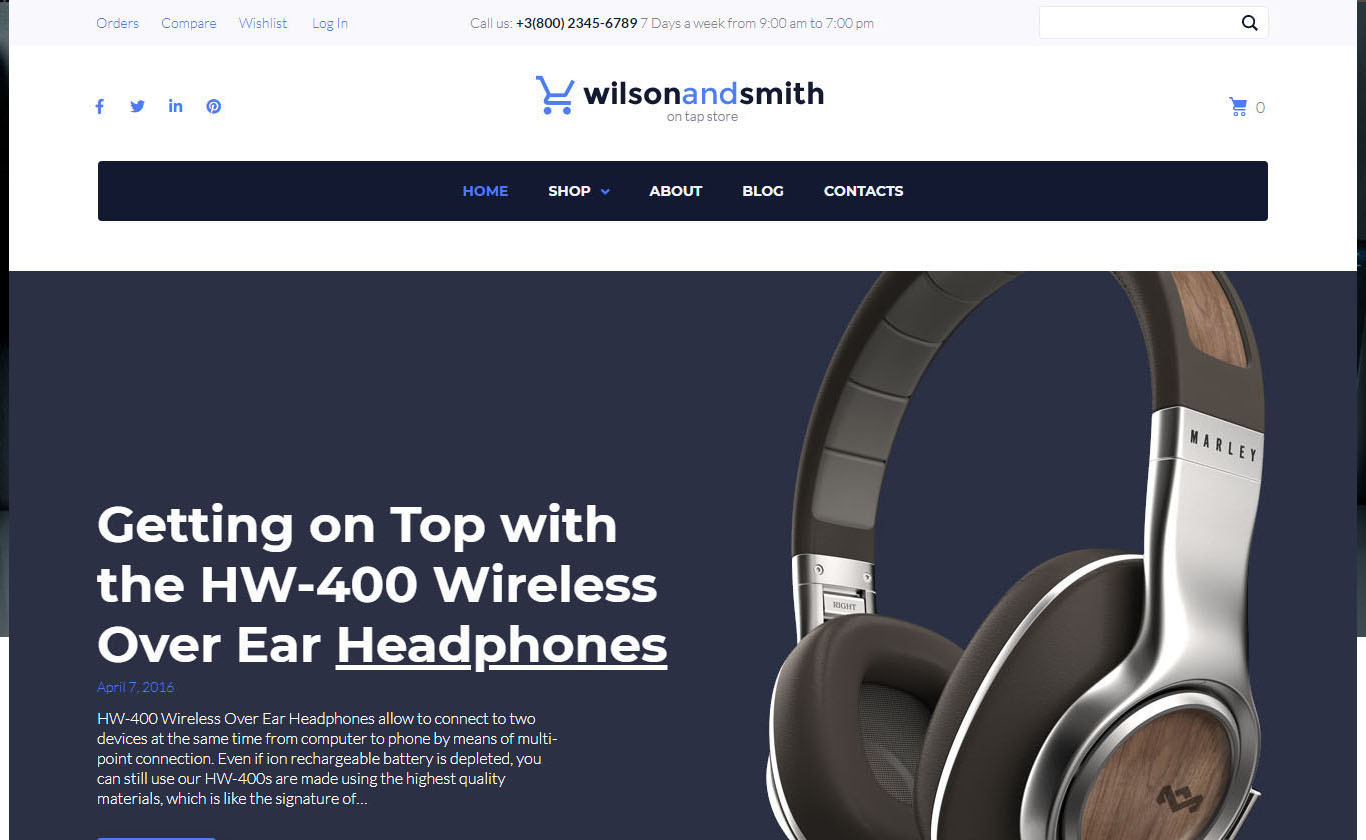 Orders Compare Wishlist Log In Call us: +3(800) 2345-6789 7 Days a week from 9:00 am to 7:00 pm
wilsonandsmith
on tap store
0
HOME SHOP ABOUT BLOG CONTACTS
MARLEY
RIGHT
Getting on Top with
the HW-400 Wireless
Over Ear Headphones
April 7, 2016
HW-400 Wireless Over Ear Headphones allow to connect to two
devices at the same time from computer to phone by means of multi-
point connection. Even if ion rechargeable battery is depleted, you
can still use our HW-400s are made using the highest quality
materials, which is like the signature of...